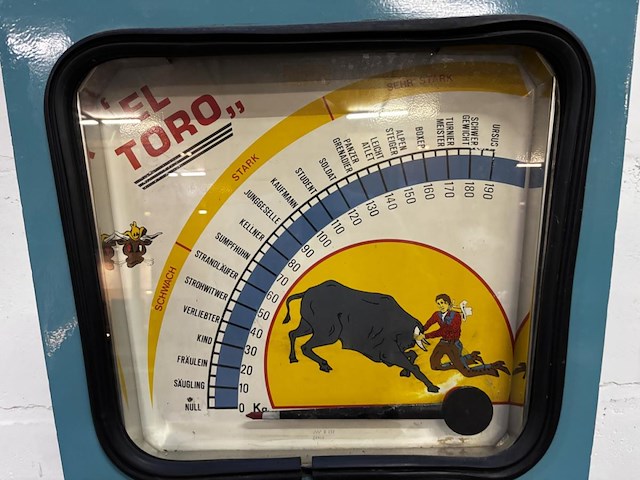 "EL
TORO"
SCHWACH
STARK
SEHR STARK
NULL
SÄUGLING
FRÄULEIN
KIND
VERLIEBTER
STROHWITWER
STRANDLÄUFER
SUMPFHUHN
KELLNER
JUNGGESELLE
KAUFMANN
STUDENT
SOLDAT
PANZER
GRENADIER
LEICHT
ATLET
ALPEN
STEIGER
BOXER
TURNIER
MEISTER
SCHWER
GEWICHT
URSUS
0 Kg
10
20
30
40
50
60
70
80
90
100
110
120
130
140
150
160
170
180
190